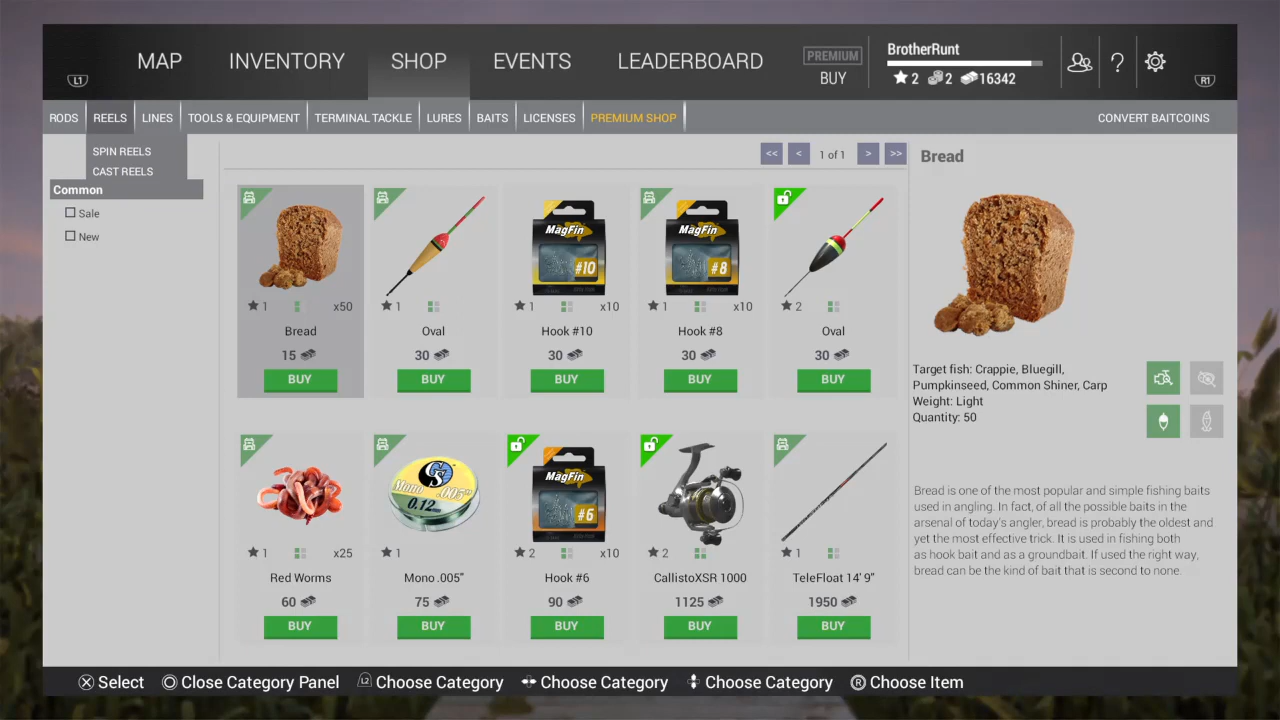 MAP
INVENTORY
SHOP
EVENTS
LEADERBOARD
PREMIUM
BUY
BrotherRunt
2 2 16342
?
L1
R1
RODS
REELS
LINES
TOOLS & EQUIPMENT
TERMINAL TACKLE
LURES
BAITS
LICENSES
PREMIUM SHOP
CONVERT BAITCOINS
SPIN REELS
CAST REELS
Common
Sale
New
<< < 1 of 1 > >>
1 x50
Bread
15
BUY
1
Oval
30
BUY
MagFin
#10
1 x10
Hook #10
30
BUY
MagFin
#8
1 x10
Hook #8
30
BUY
2
Oval
30
BUY
1 x25
Red Worms
60
BUY
Mono .005"
0.12mm
1
Mono .005"
75
BUY
MagFin
#6
2 x10
Hook #6
90
BUY
2
CallistoXSR 1000
1125
BUY
1
TeleFloat 14' 9"
1950
BUY
Bread
Target fish: Crappie, Bluegill,
Pumpkinseed, Common Shiner, Carp
Weight: Light
Quantity: 50
Bread is one of the most popular and simple fishing baits
used in angling. In fact, of all the possible baits in the
arsenal of today's angler, bread is probably the oldest and
yet the most effective trick. It is used in fishing both
as hook bait and as a groundbait. If used the right way,
bread can be the kind of bait that is second to none.
Select
Close Category Panel
L2 Choose Category
Choose Category
Choose Category
R Choose Item